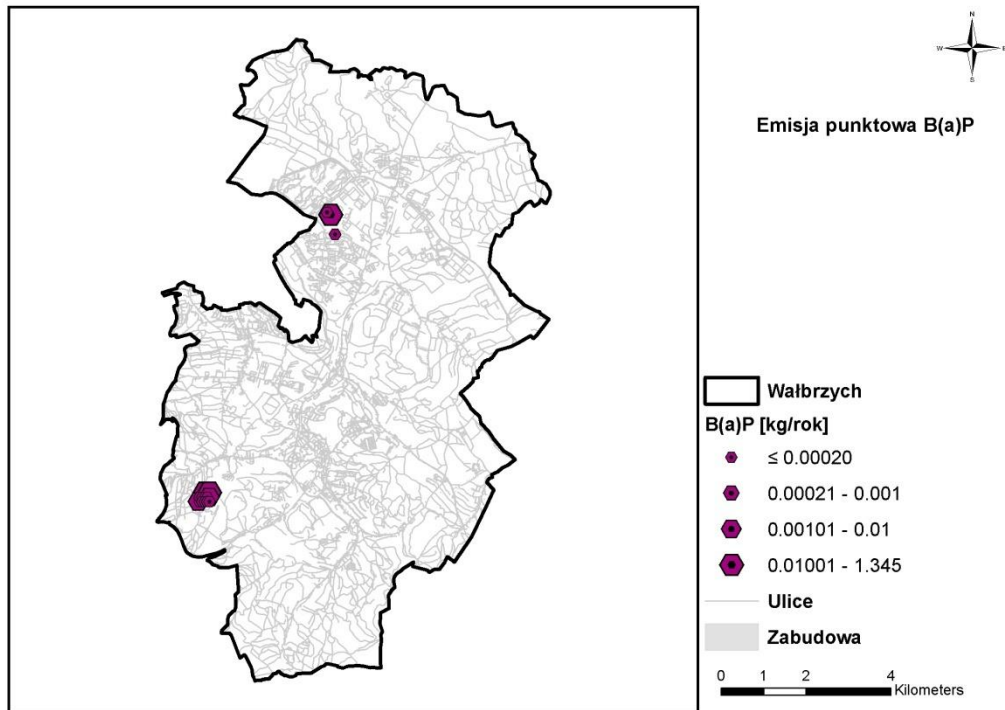 N
W E
S
Emisja punktowa B(a)P
Wałbrzych
B(a)P [kg/rok]
≤ 0.00020
0.00021 - 0.001
0.00101 - 0.01
0.01001 - 1.345
Ulice
Zabudowa
0 1 2 4
Kilometers